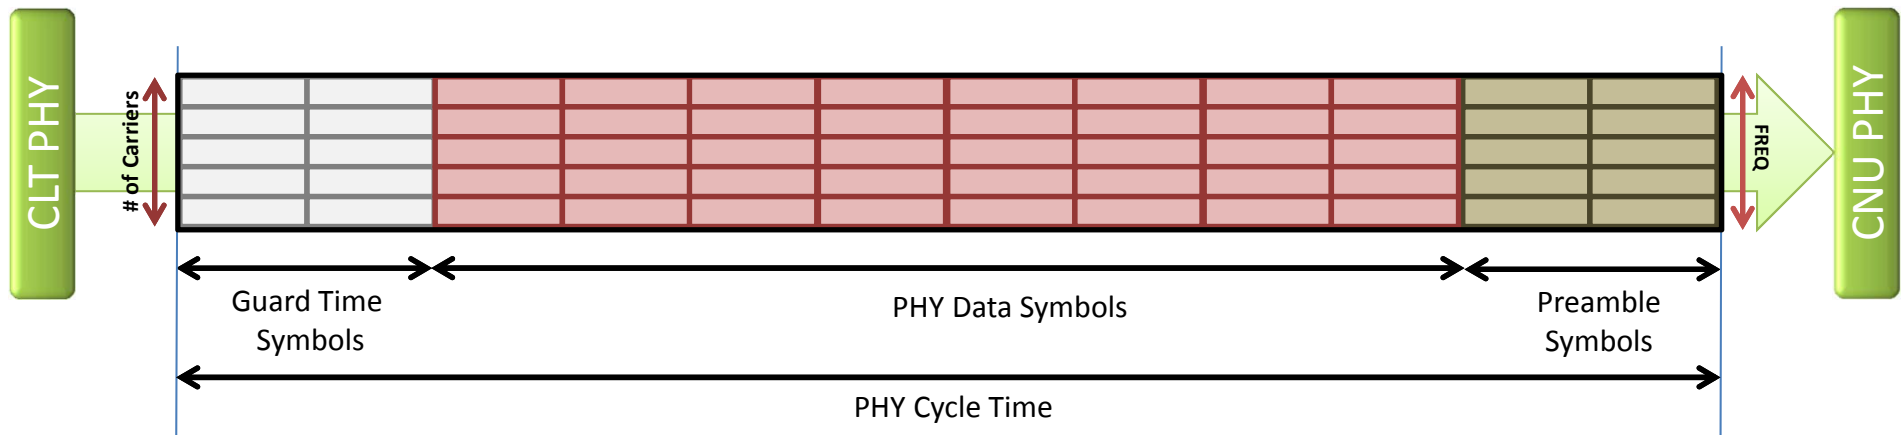 CLT PHY
# of Carriers
FREQ
CNU PHY
Guard Time
Symbols
PHY Data Symbols
Preamble
Symbols
PHY Cycle Time